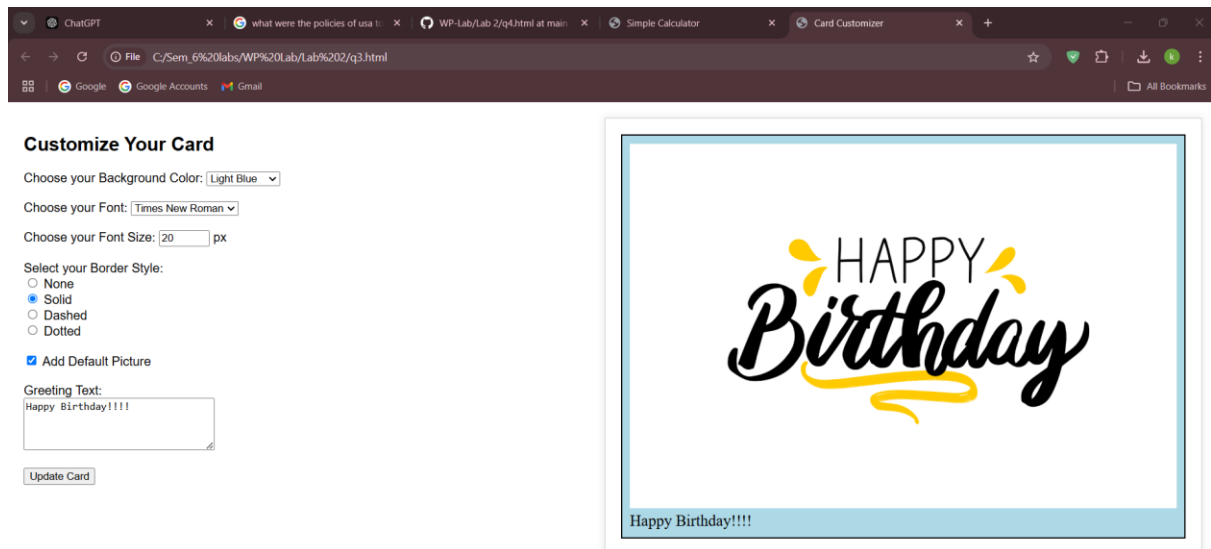 ChatGPT
what were the policies of usa to
WP-Lab/Lab 2/q4.html at main
Simple Calculator
Card Customizer
File C:/Sem_6%20labs/WP%20Lab/Lab%202/q3.html
k
Google
Google Accounts
Gmail
All Bookmarks
Customize Your Card
Choose your Background Color: Light Blue
Choose your Font: Times New Roman
Choose your Font Size: 20 px
Select your Border Style:
None
Solid
Dashed
Dotted
Add Default Picture
Greeting Text:
Happy Birthday!!!!
Update Card
HAPPY
Birthday
Happy Birthday!!!!